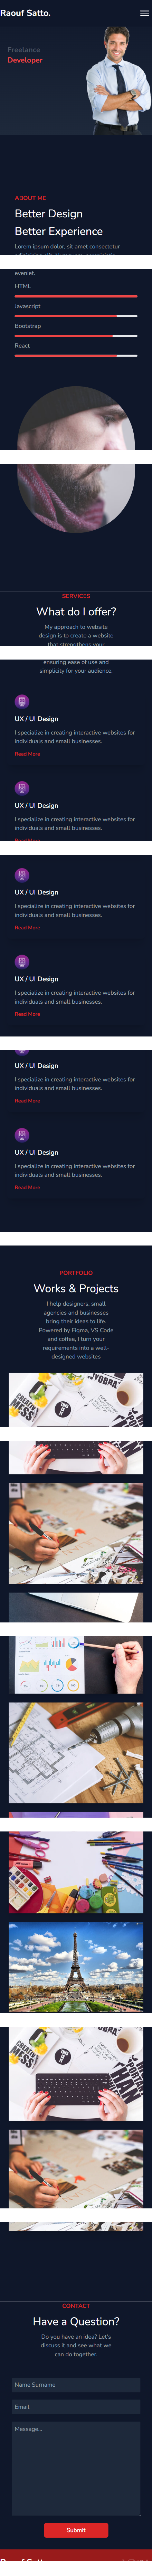 Raouf Satto.
Freelance
Developer
ABOUT ME
Better Design
Better Experience
Lorem ipsum dolor, sit amet consectetur
eveniet.
HTML
Javascript
Bootstrap
React
SERVICES
What do I offer?
My approach to website
design is to create a website
that strengthens your
ensuring ease of use and
simplicity for your audience.
UX / UI Design
I specialize in creating interactive websites for
individuals and small businesses.
Read More
UX / UI Design
I specialize in creating interactive websites for
individuals and small businesses.
Read More
UX / UI Design
I specialize in creating interactive websites for
individuals and small businesses.
Read More
UX / UI Design
I specialize in creating interactive websites for
individuals and small businesses.
Read More
UX / UI Design
I specialize in creating interactive websites for
individuals and small businesses.
Read More
UX / UI Design
I specialize in creating interactive websites for
individuals and small businesses.
Read More
PORTFOLIO
Works & Projects
I help designers, small
agencies and businesses
bring their ideas to life.
Powered by Figma, VS Code
and coffee, I turn your
requirements into a well-
designed websites
CONTACT
Have a Question?
Do you have an idea? Let's
discuss it and see what we
can do together.
Name Surname
Email
Message...
Submit